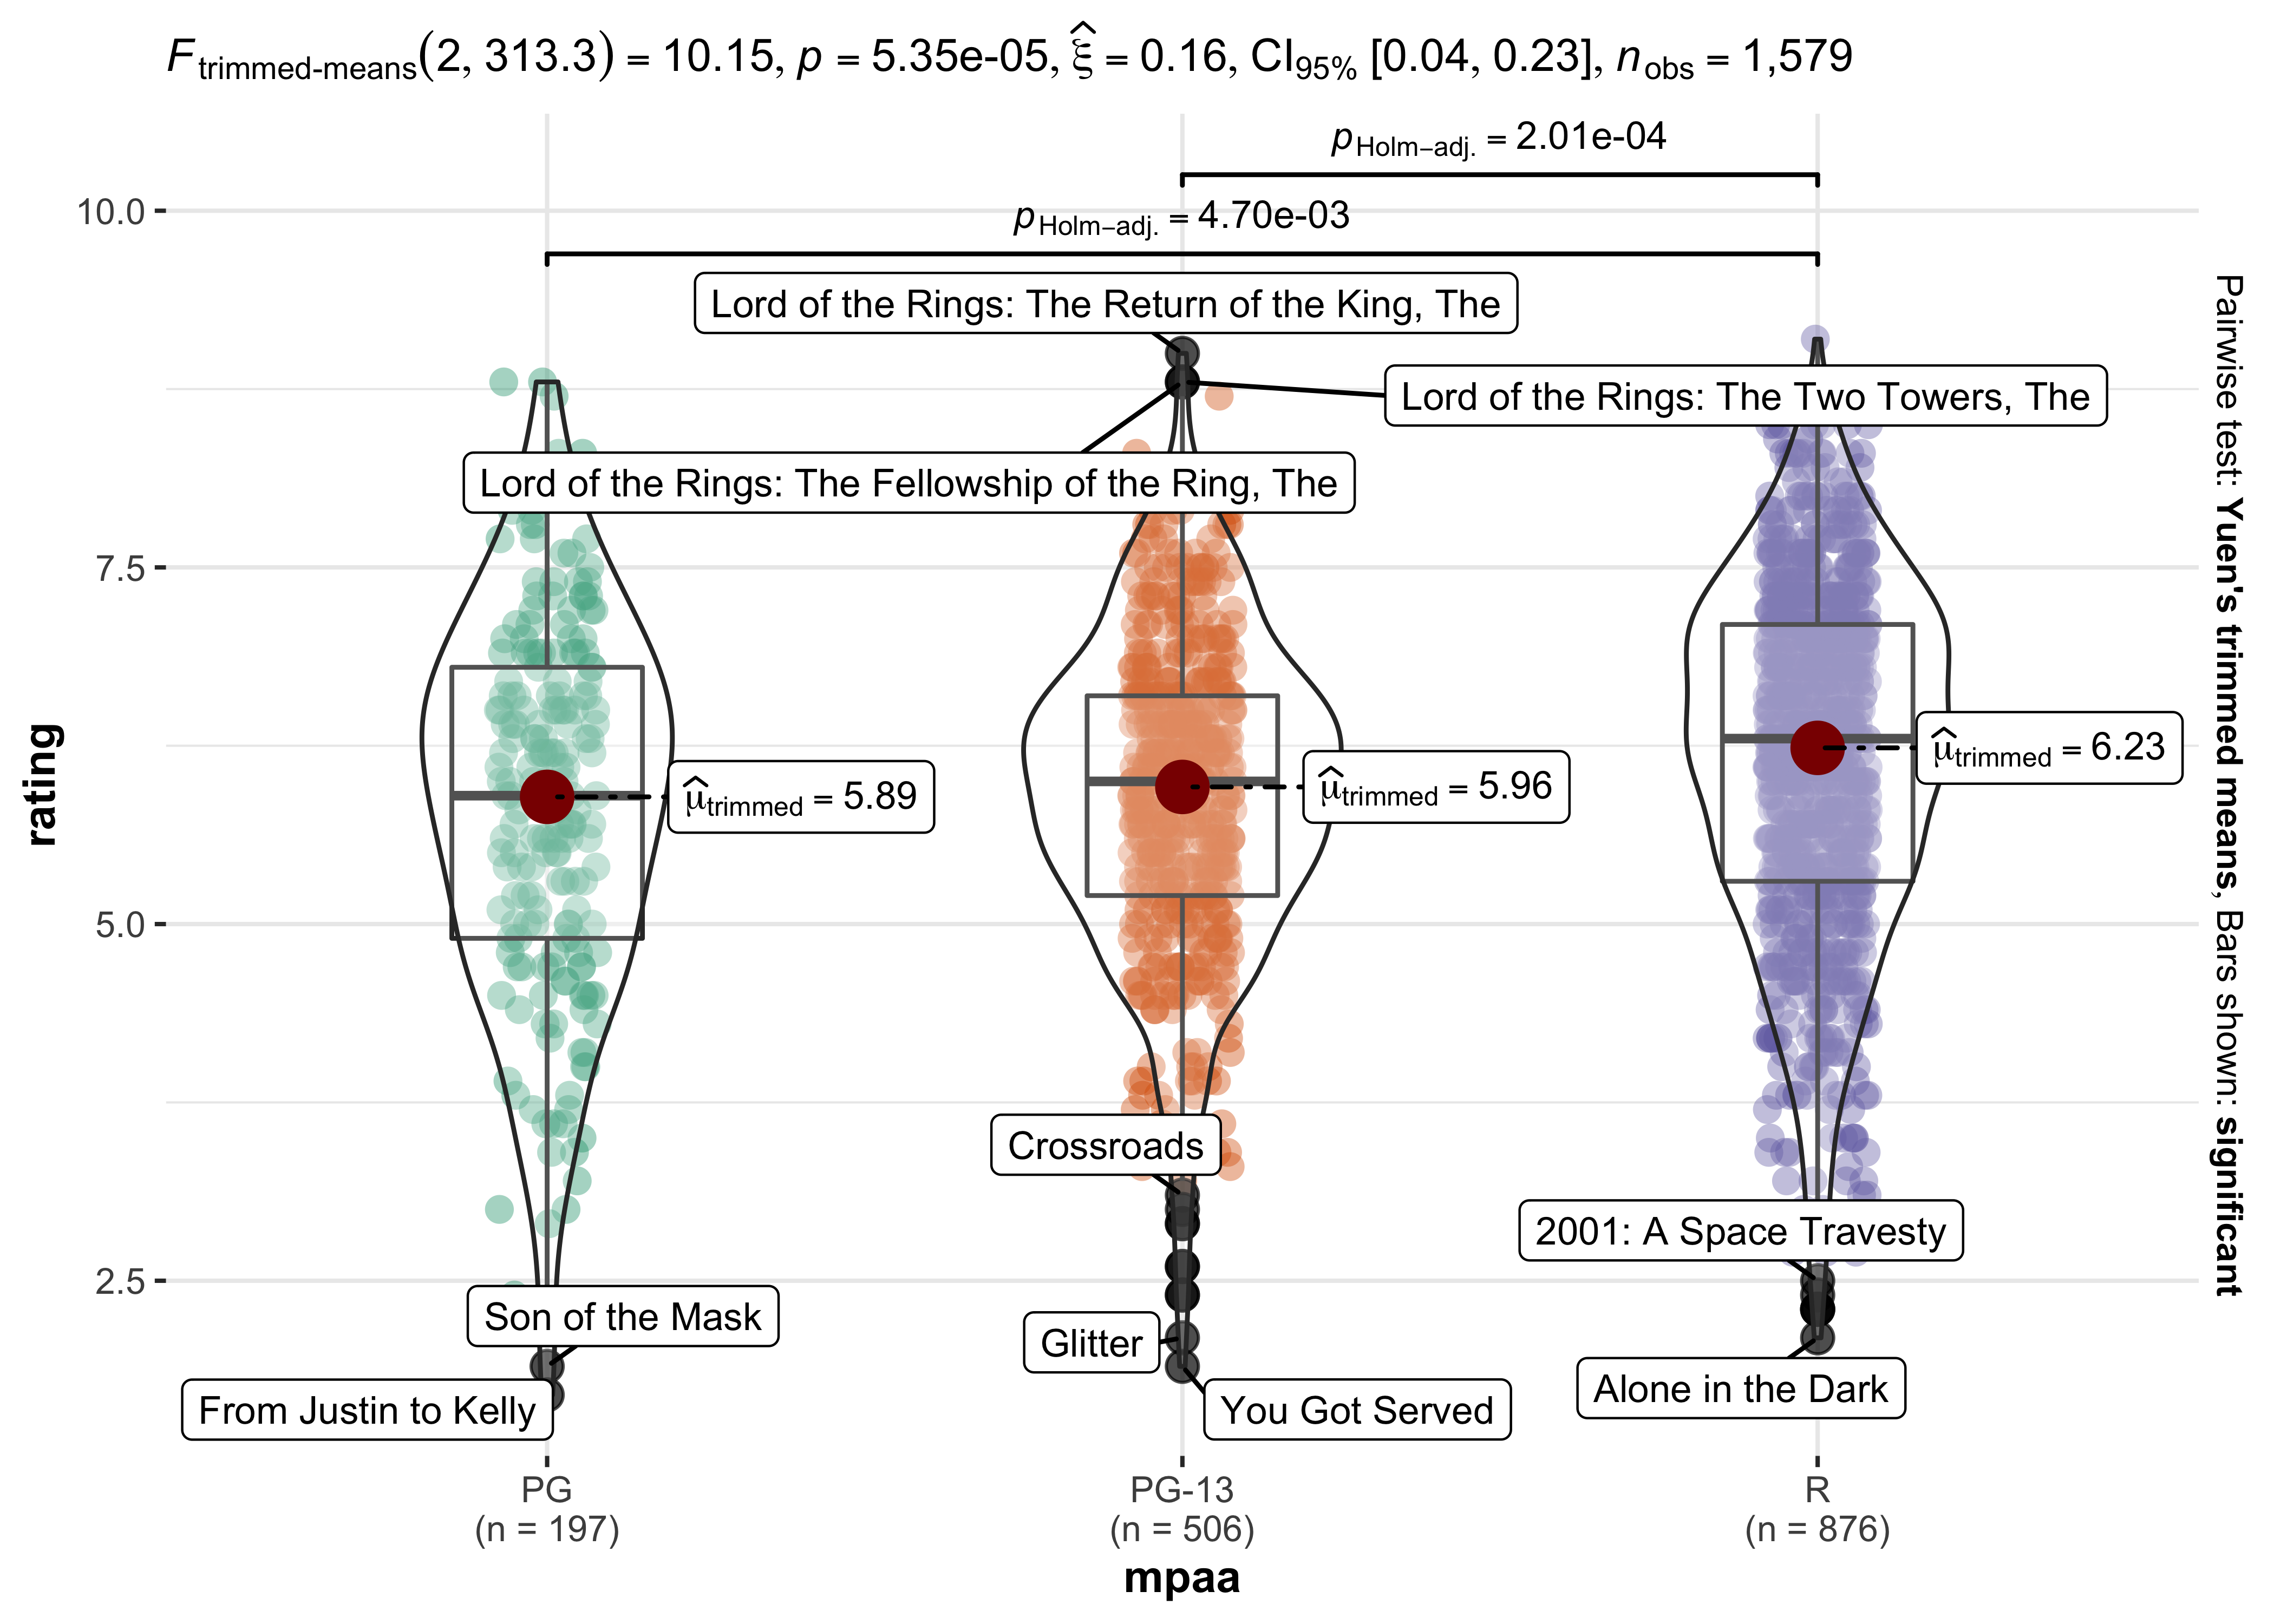 F trimmed-means(2, 313.3) = 10.15, p = 5.35e-05, ξ̂ = 0.16, CI95% [0.04, 0.23], nobs = 1,579
pHolm−adj. = 2.01e-04
10.0
pHolm−adj. = 4.70e-03
Lord of the Rings: The Return of the King, The
Lord of the Rings: The Two Towers, The
Lord of the Rings: The Fellowship of the Ring, The
7.5
μ̂trimmed = 5.89
μ̂trimmed = 5.96
μ̂trimmed = 6.23
rating
Pairwise test: Yuen's trimmed means, Bars shown: significant
5.0
Crossroads
2001: A Space Travesty
2.5
Son of the Mask
Glitter
Alone in the Dark
From Justin to Kelly
You Got Served
PG
(n = 197)
PG-13
(n = 506)
R
(n = 876)
mpaa